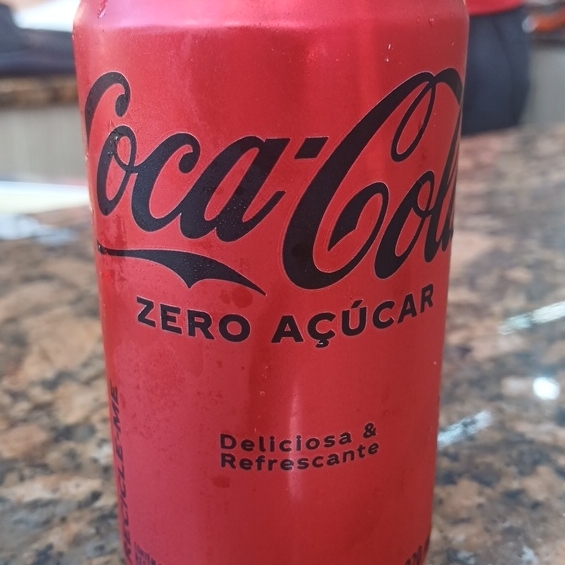 Coca-Cola
ZERO AÇÚCAR
Deliciosa &
Refrescante